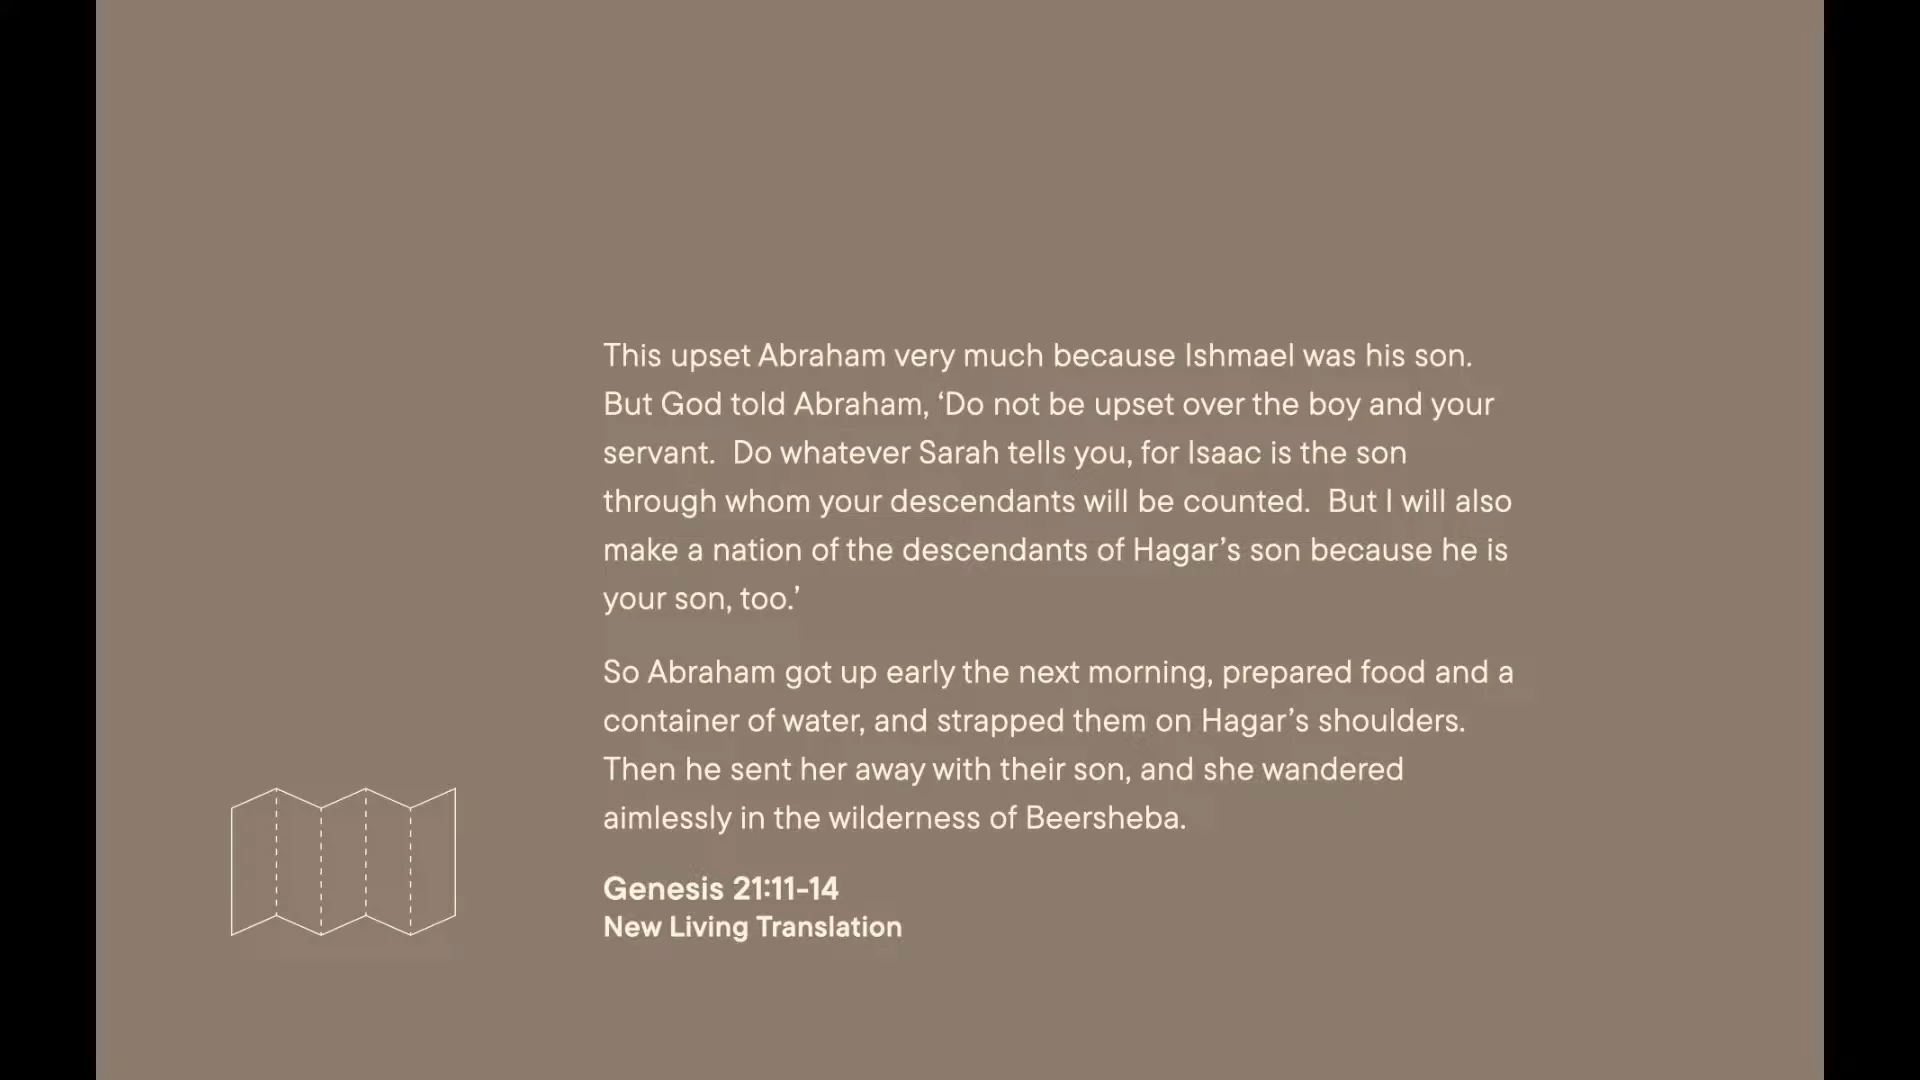 This upset Abraham very much because Ishmael was his son.
But God told Abraham, ‘Do not be upset over the boy and your
servant.  Do whatever Sarah tells you, for Isaac is the son
through whom your descendants will be counted.  But I will also
make a nation of the descendants of Hagar’s son because he is
your son, too.’
So Abraham got up early the next morning, prepared food and a
container of water, and strapped them on Hagar’s shoulders.
Then he sent her away with their son, and she wandered
aimlessly in the wilderness of Beersheba.
Genesis 21:11-14
New Living Translation